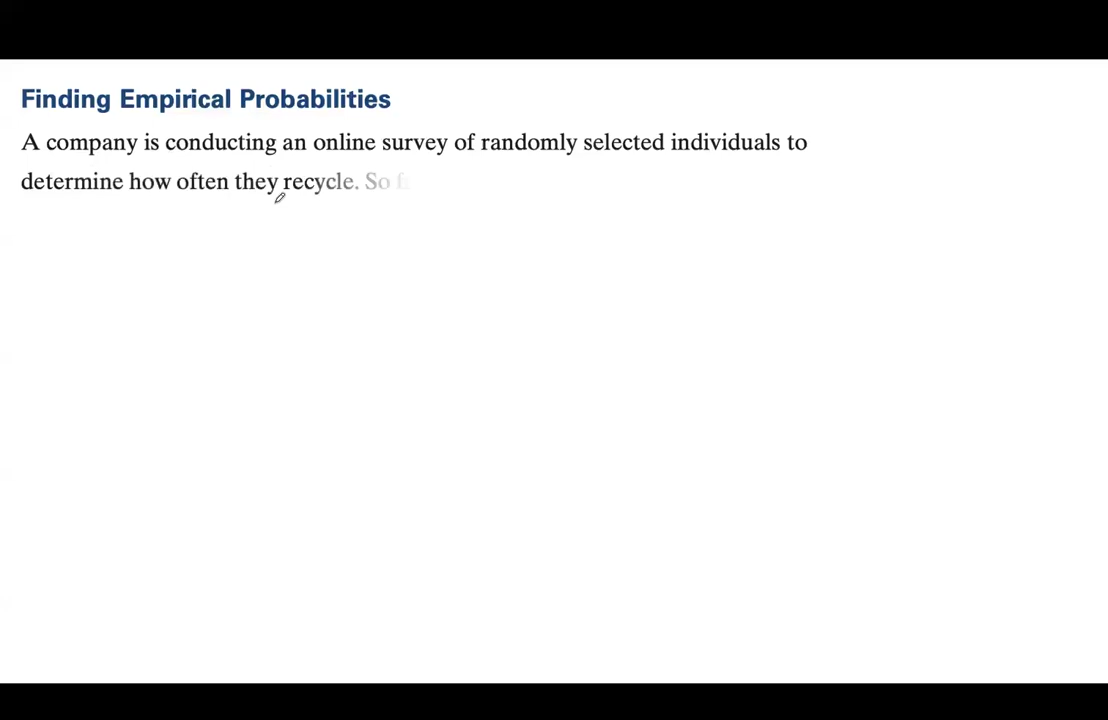 Finding Empirical Probabilities
A company is conducting an online survey of randomly selected individuals to
determine how often they recycle. So